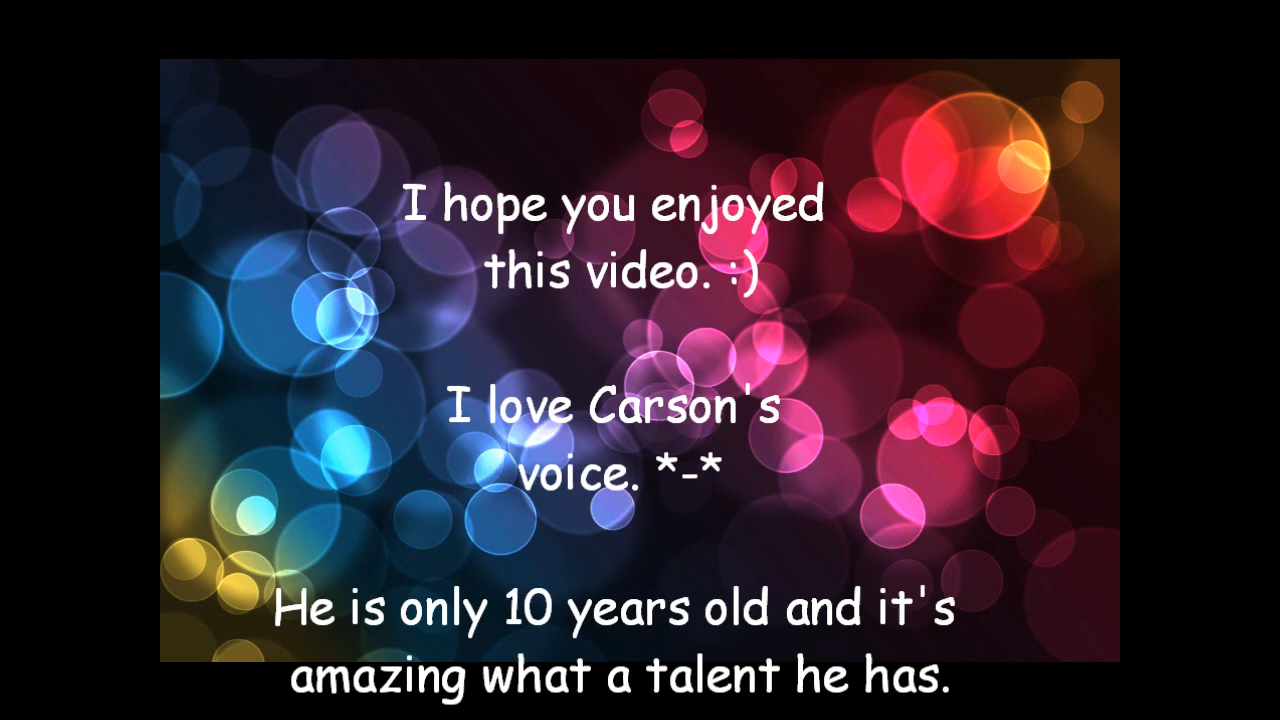 I hope you enjoyed
this video. :)
I love Carson's
voice. *-*
He is only 10 years old and it's
amazing what a talent he has.